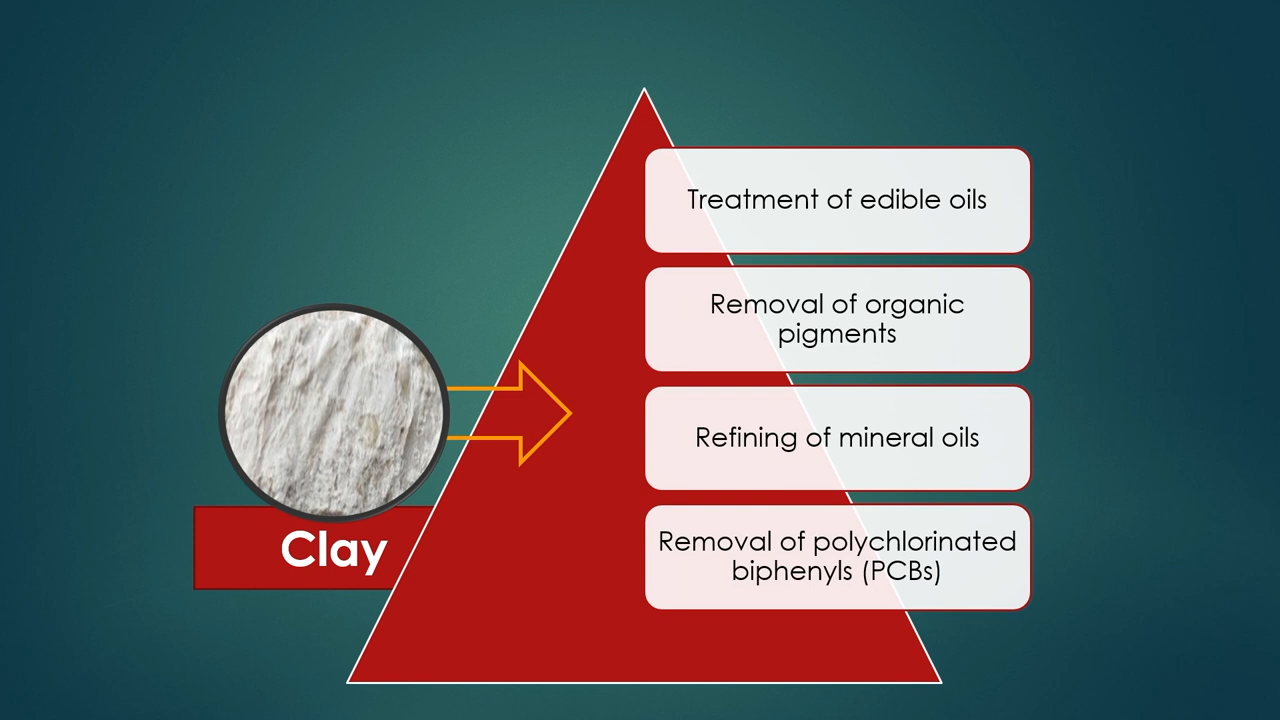 Treatment of edible oils
Removal of organic
pigments
Refining of mineral oils
Removal of polychlorinated
biphenyls (PCBs)
Clay